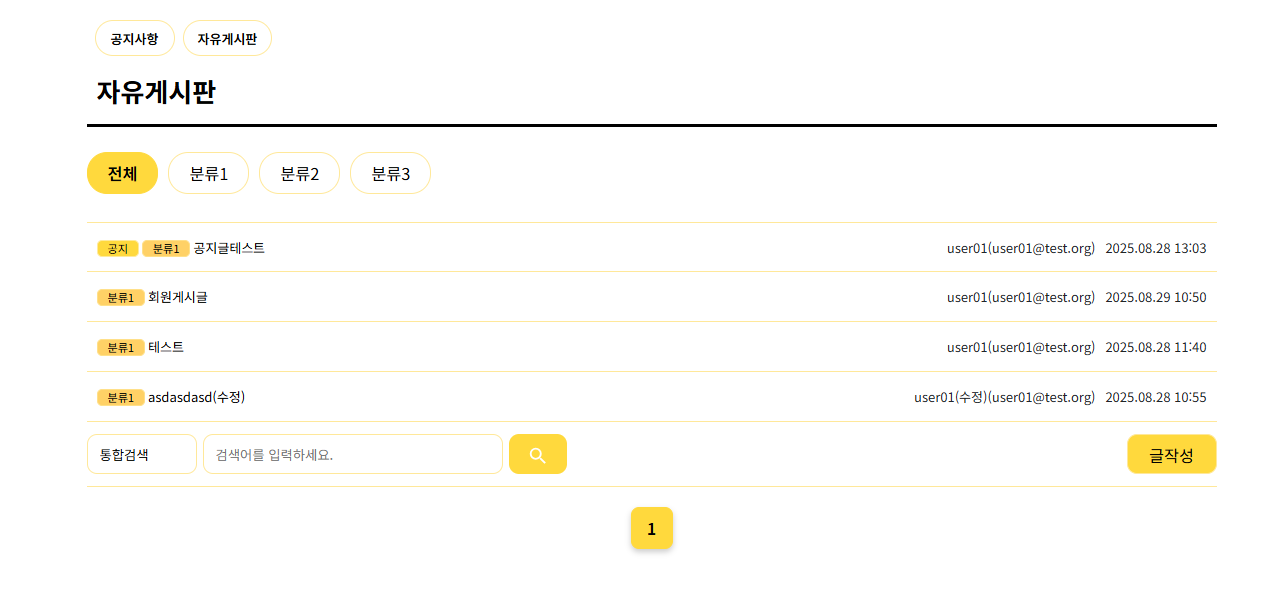 공지사항 자유게시판
자유게시판
전체 분류1 분류2 분류3
공지 분류1 공지글테스트 user01(user01@test.org) 2025.08.28 13:03
분류1 회원게시글 user01(user01@test.org) 2025.08.29 10:50
분류1 테스트 user01(user01@test.org) 2025.08.28 11:40
분류1 asdasdasd(수정) user01(수정)(user01@test.org) 2025.08.28 10:55
통합검색 검색어를 입력하세요. 글작성
1